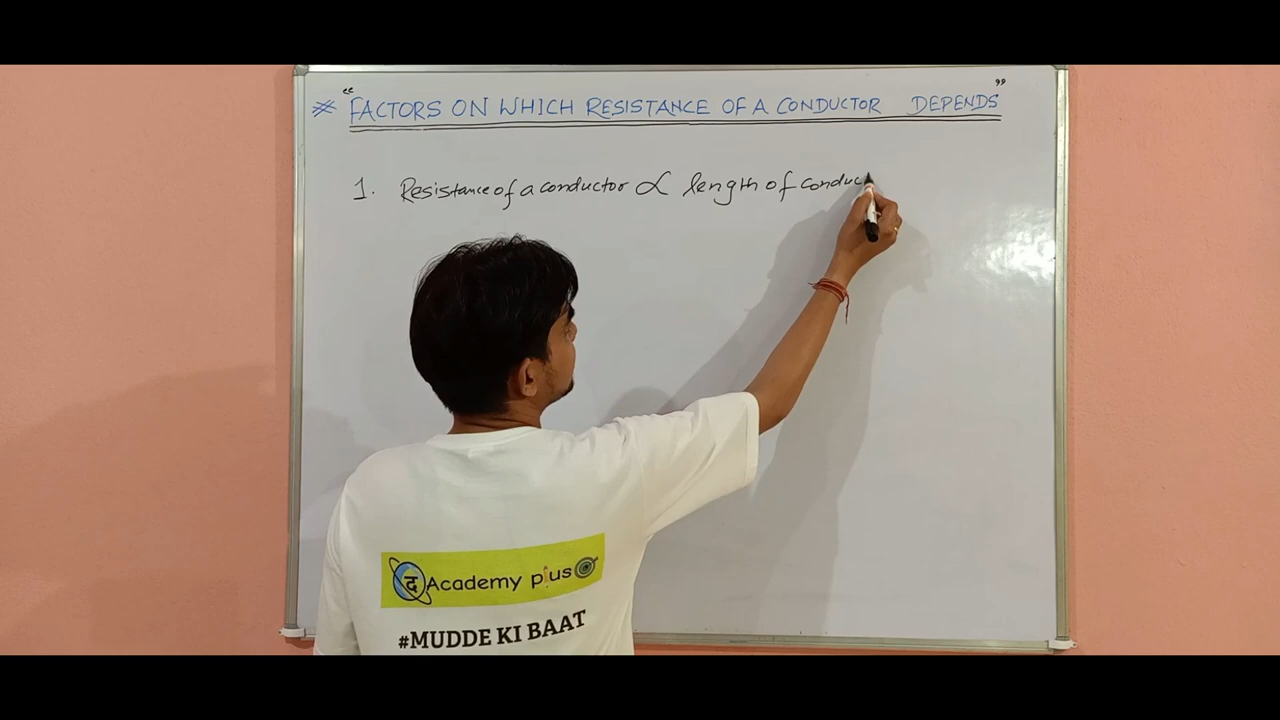 # “FACTORS ON WHICH RESISTANCE OF A CONDUCTOR DEPENDS”
1. Resistance of a conductor ∝ length of conduc
द Academy plus
#MUDDE KI BAAT